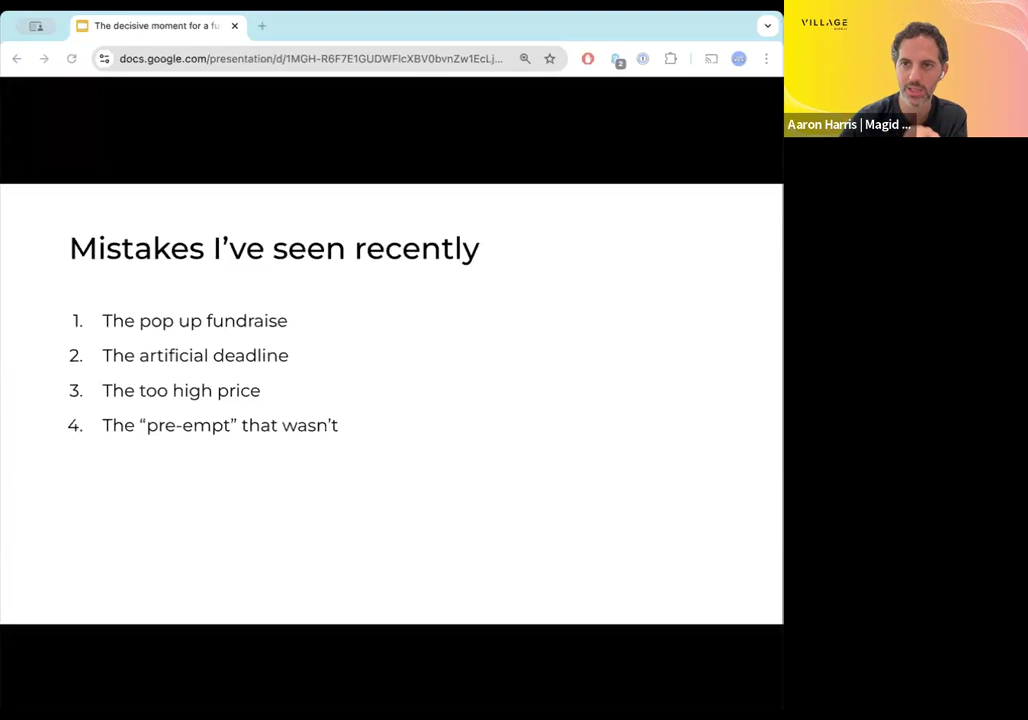 The decisive moment for a fu
docs.google.com/presentation/d/1MGH-R6F7E1GUDWFlcXBV0bvnZw1EcLj...
2
VILLAGE
Aaron Harris | Magid ...
Mistakes I’ve seen recently
1. The pop up fundraise
2. The artificial deadline
3. The too high price
4. The “pre-empt” that wasn’t